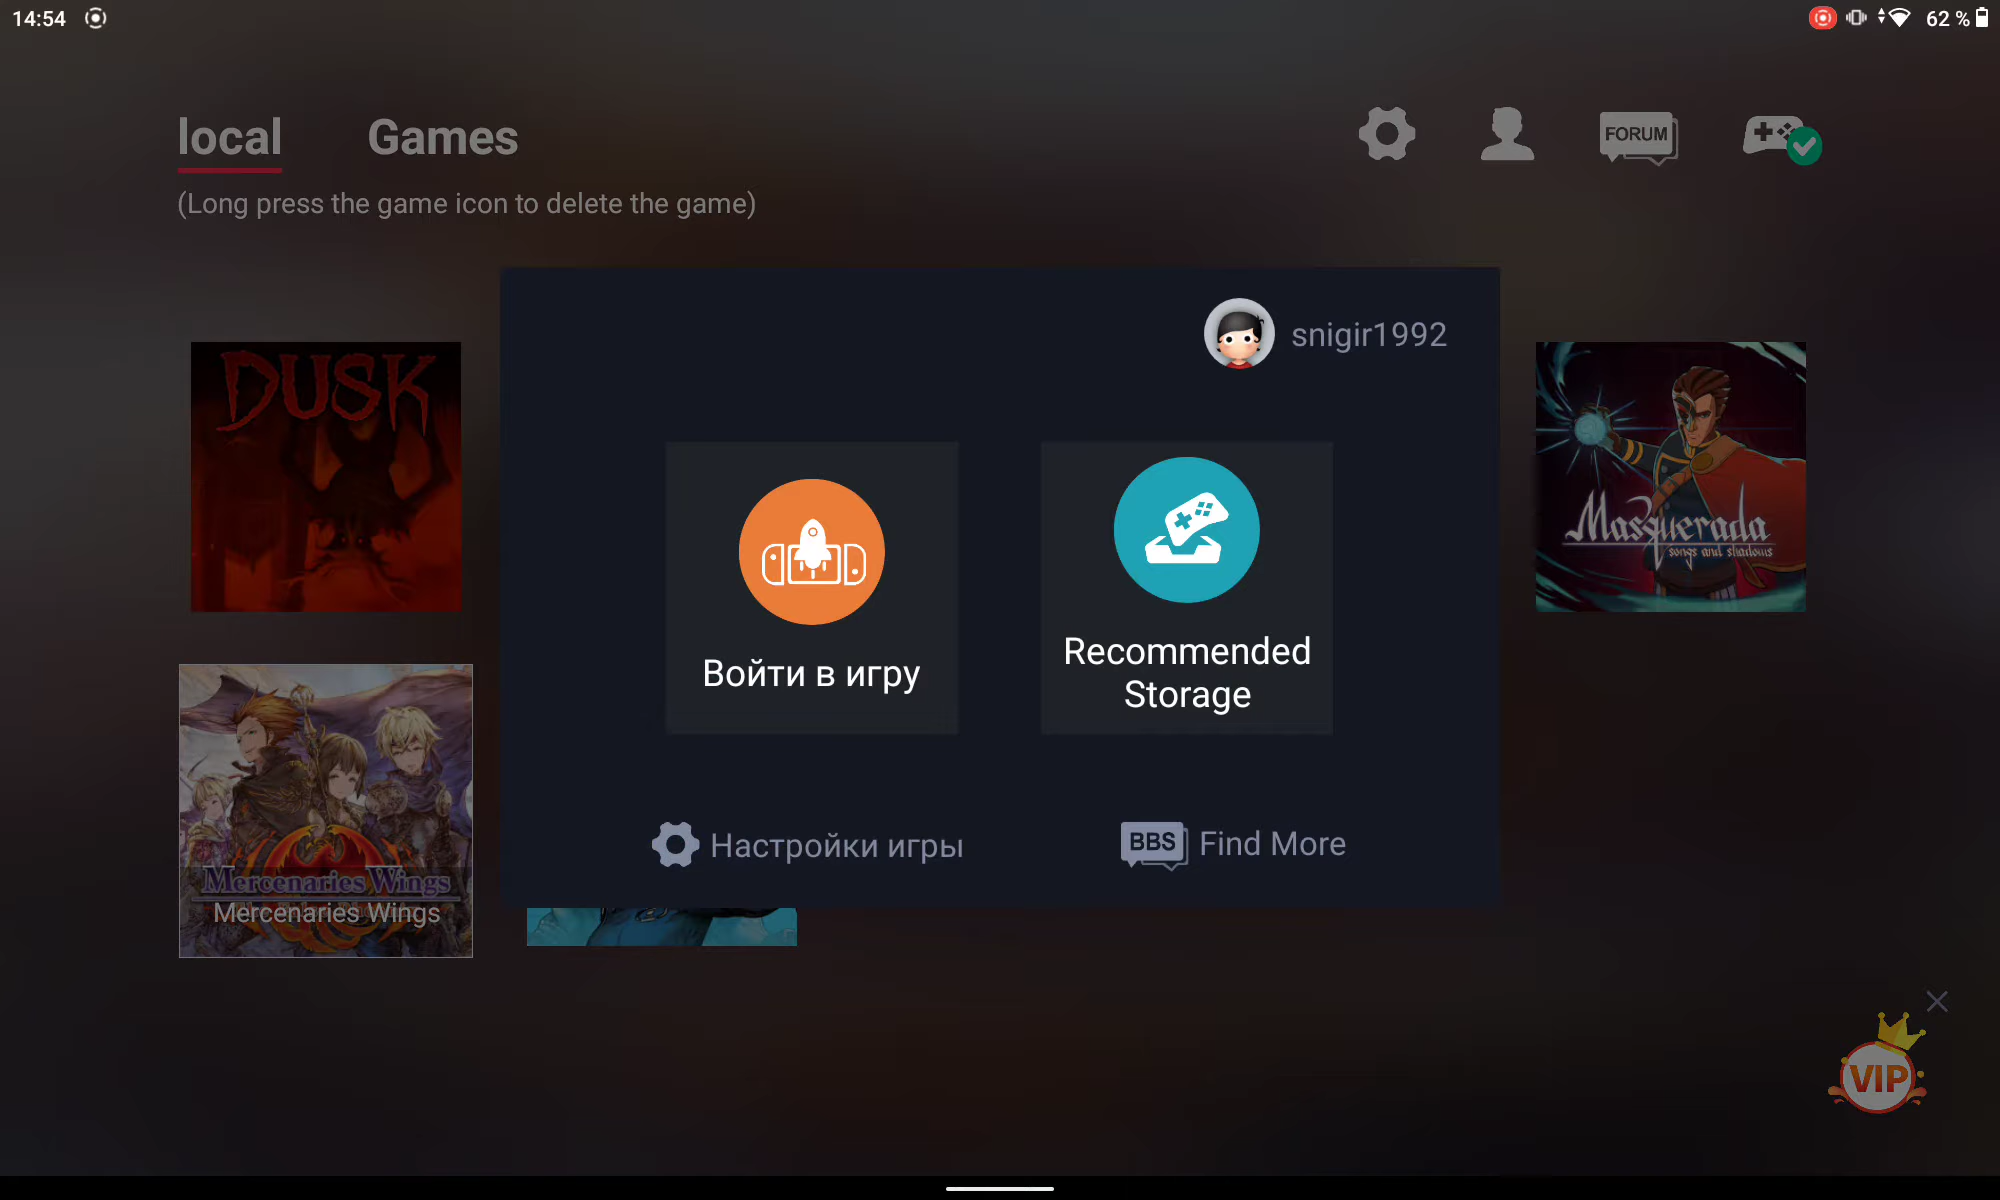 14:54
62 %
local
Games
FORUM
(Long press the game icon to delete the game)
snigir1992
DUSK
Masquerada
songs and shadows
Войти в игру
Recommended
Storage
Mercenaries Wings
Mercenaries Wings
Настройки игры
BBS
Find More
VIP